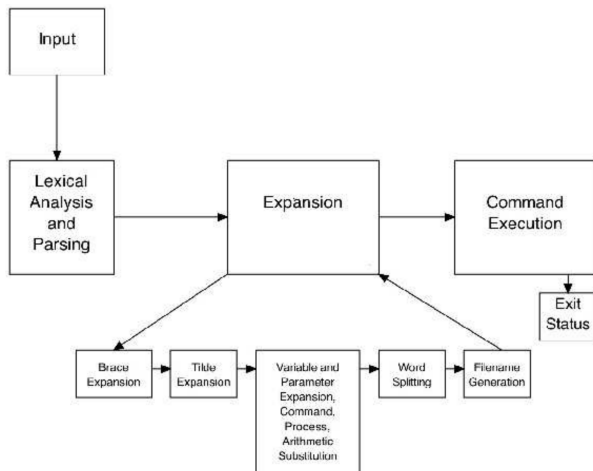 Input
Lexical
Analysis
and
Parsing
Expansion
Command
Execution
Exit
Status
Brace
Expansion
Tilde
Expansion
Variable and
Parameter
Expansion,
Command,
Process,
Arithmetic
Substitution
Word
Splitting
Filename
Generation